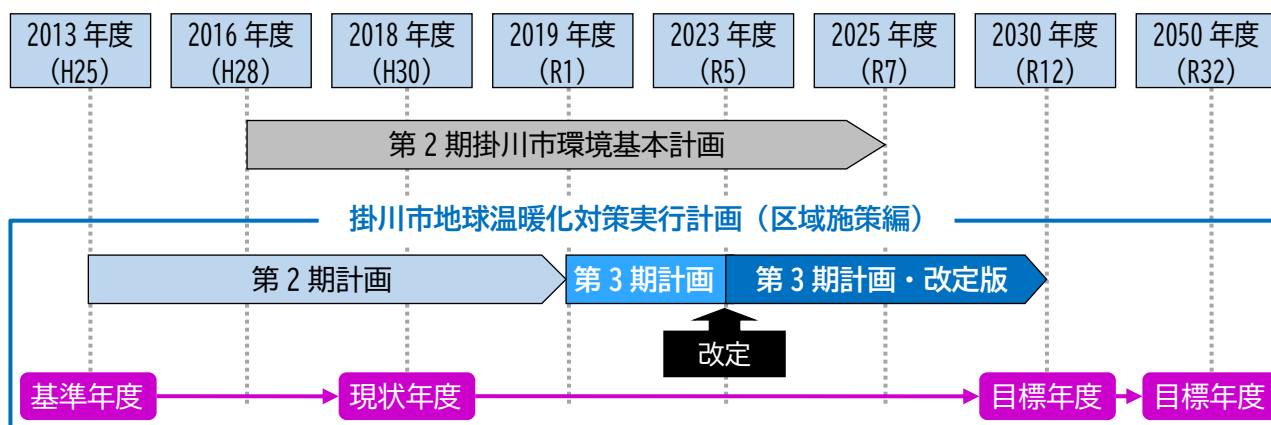 2013 年度
(H25)
2016 年度
(H28)
2018 年度
(H30)
2019 年度
(R1)
2023 年度
(R5)
2025 年度
(R7)
2030 年度
(R12)
2050 年度
(R32)
第2期掛川市環境基本計画
掛川市地球温暖化対策実行計画（区域施策編）
第2期計画
第3期計画
第3期計画・改定版
改定
基準年度
現状年度
目標年度
目標年度